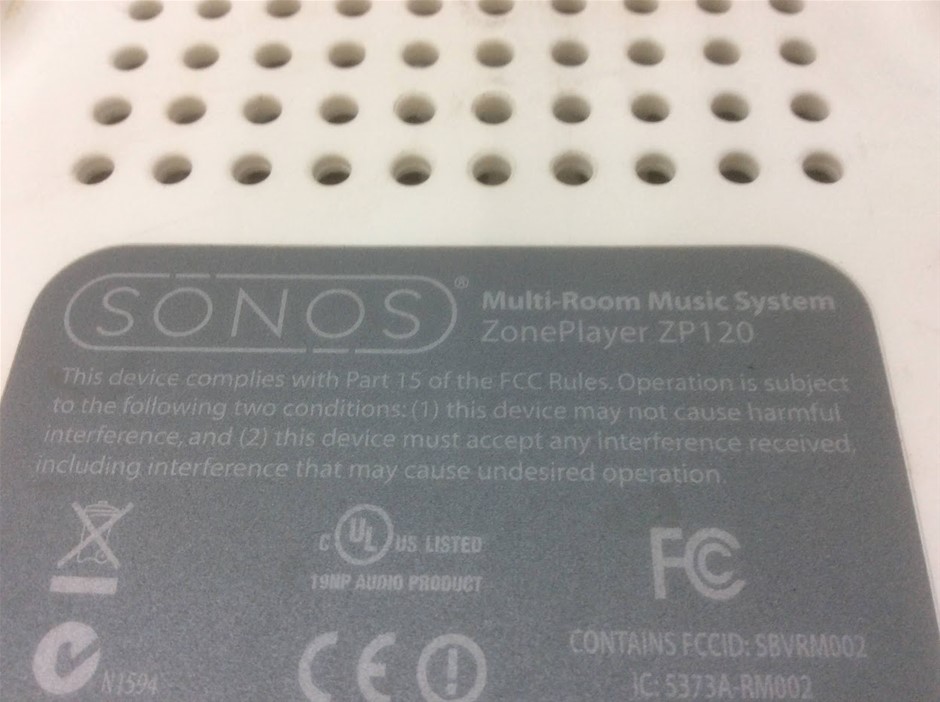 SONOS®
Multi-Room Music System
ZonePlayer ZP120
This device complies with Part 15 of the FCC Rules. Operation is subject
to the following two conditions: (1) this device may not cause harmful
interference, and (2) this device must accept any interference received,
including interference that may cause undesired operation.
C UL US LISTED
19NP AUDIO PRODUCT
FC
N1594
CE
CONTAINS FCCID: SBVRM002
IC: 5373A-RM002